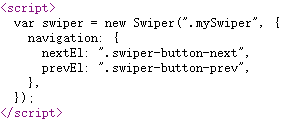 <script>
  var swiper = new Swiper(".mySwiper", {
    navigation: {
      nextEl: ".swiper-button-next",
      prevEl: ".swiper-button-prev",
    },
  });
</script>